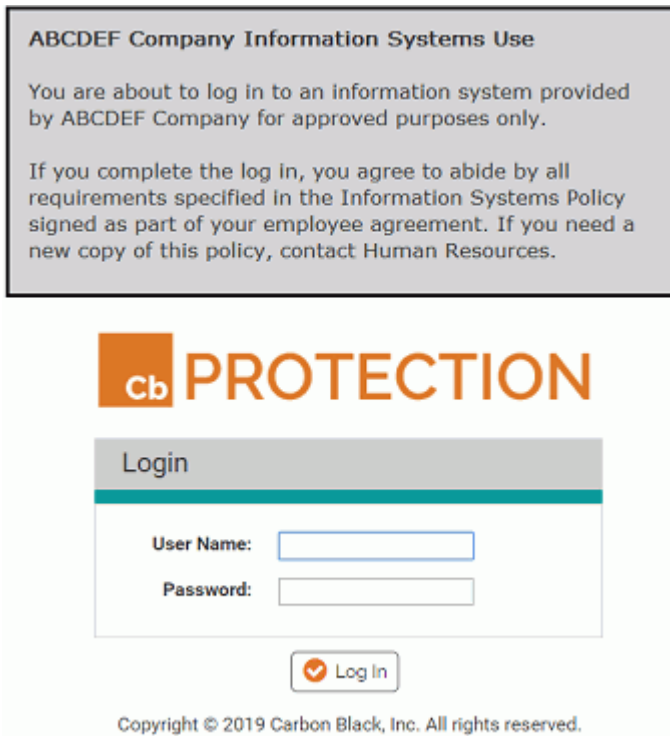 ABCDEF Company Information Systems Use
You are about to log in to an information system provided
by ABCDEF Company for approved purposes only.
If you complete the log in, you agree to abide by all
requirements specified in the Information Systems Policy
signed as part of your employee agreement. If you need a
new copy of this policy, contact Human Resources.
Cb PROTECTION
Login
User Name:
Password:
Log In
Copyright © 2019 Carbon Black, Inc. All rights reserved.